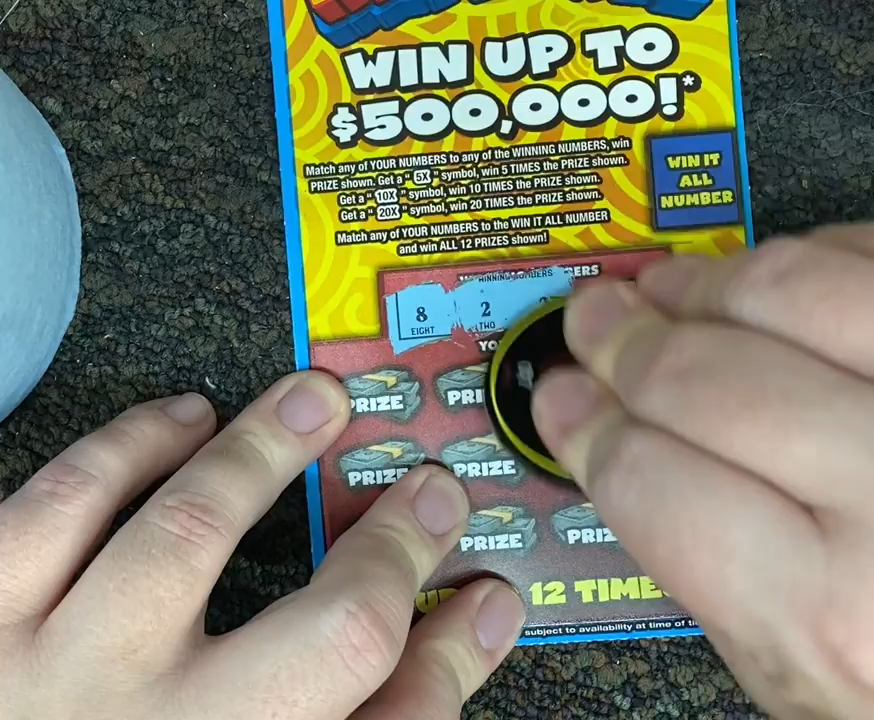 WIN UP TO
$500,000!*
Match any of YOUR NUMBERS to any of the WINNING NUMBERS, win
PRIZE shown. Get a "5X" symbol, win 5 TIMES the PRIZE shown.
Get a "10X" symbol, win 10 TIMES the PRIZE shown.
Get a "20X" symbol, win 20 TIMES the PRIZE shown.
Match any of YOUR NUMBERS to the WIN IT ALL NUMBER
and win ALL 12 PRIZES shown!
WIN IT
ALL
NUMBER
WINNING NUMBERS
8 2
EIGHT TWO
PRIZE
PRIZE PRIZE
PRIZE
12
subject to availability at time of